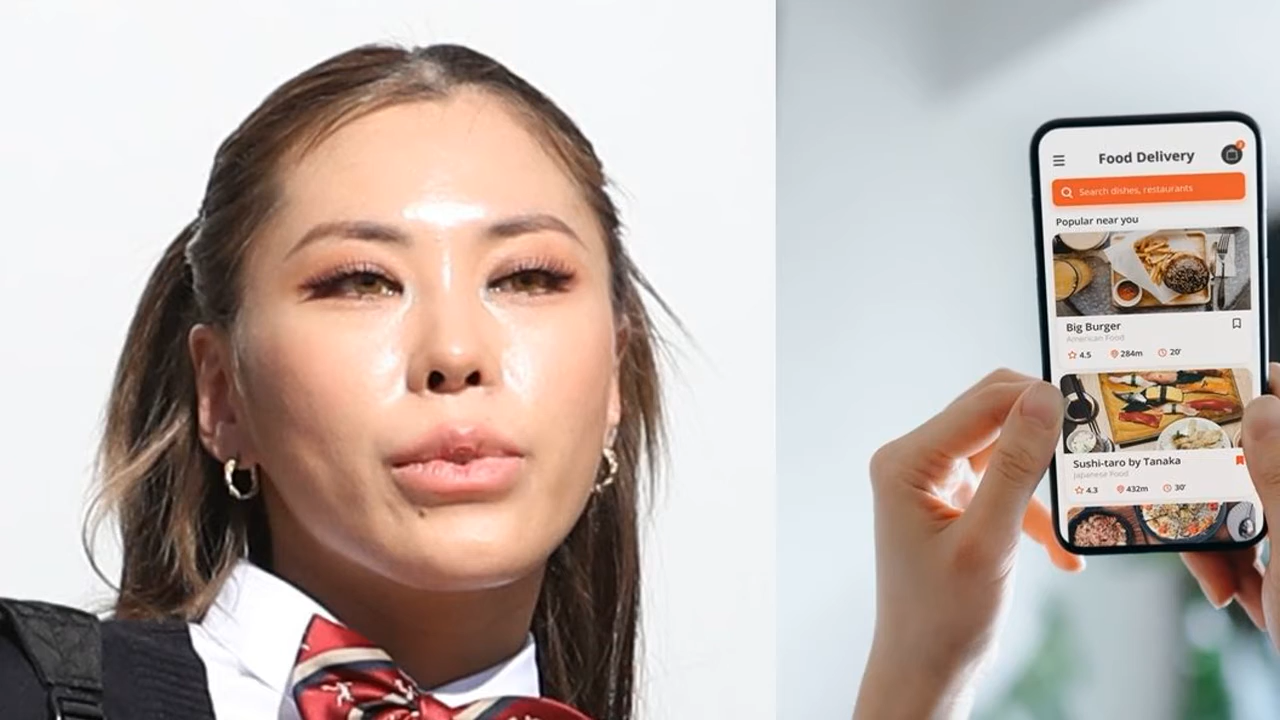 Food Delivery
Search dishes, restaurants
Popular near you
Big Burger
American Food
4.5 284m 20'
Sushi-taro by Tanaka
Japanese Food
4.3 432m 30'